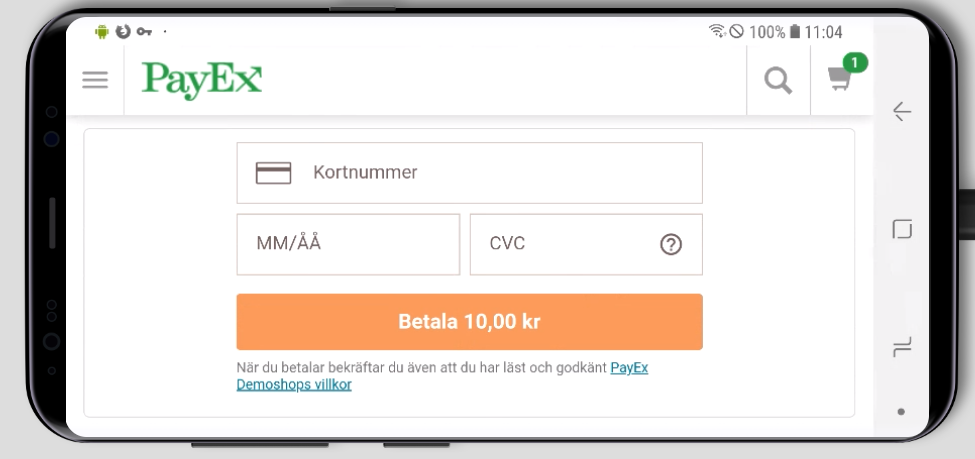 100% 11:04
PayEx
1
Kortnummer
MM/ÅÅ
CVC
Betala 10,00 kr
När du betalar bekräftar du även att du har läst och godkänt PayEx
Demoshops villkor